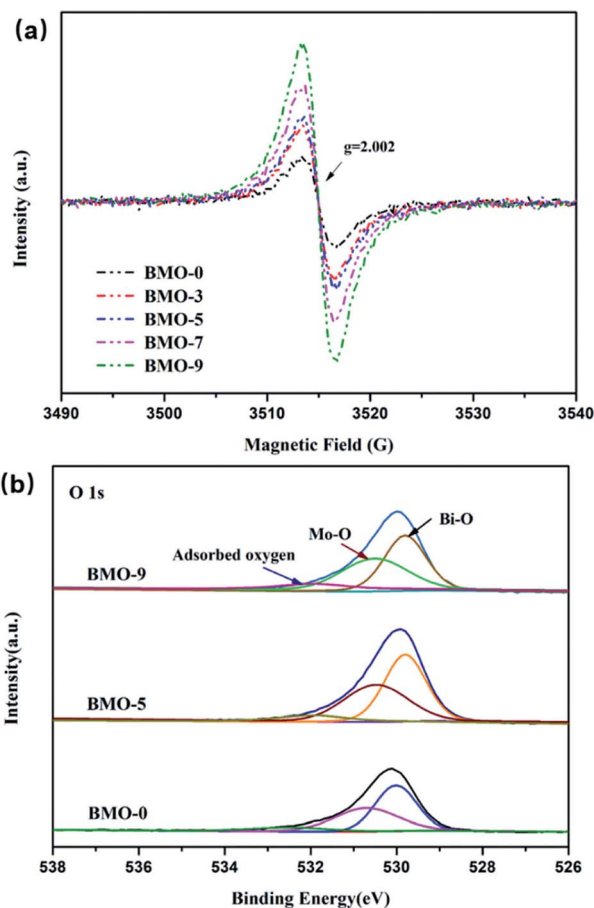 (a)
Intensity (a.u.)
g=2.002
BMO-0
BMO-3
BMO-5
BMO-7
BMO-9
3490 3500 3510 3520 3530 3540
Magnetic Field (G)
(b)
O 1s
Intensity(a.u.)
Bi-O
Mo-O
Adsorbed oxygen
BMO-9
BMO-5
BMO-0
538 536 534 532 530 528 526
Binding Energy(eV)